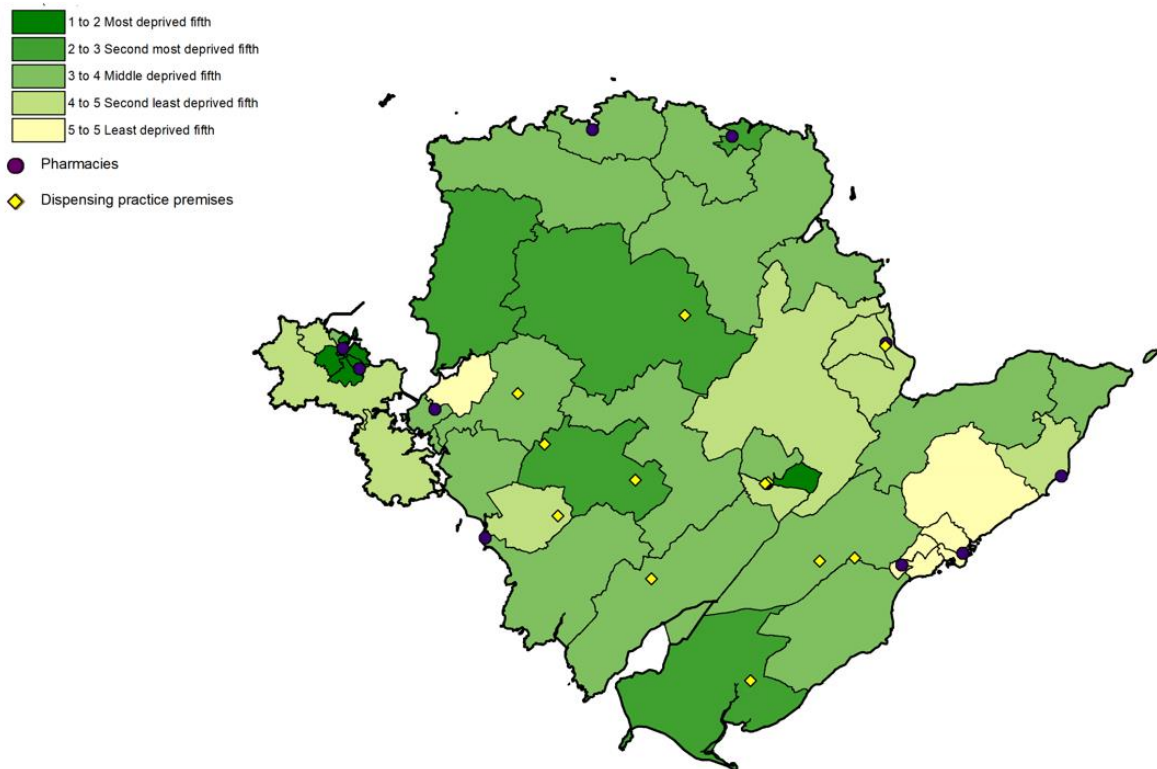 1 to 2 Most deprived fifth
2 to 3 Second most deprived fifth
3 to 4 Middle deprived fifth
4 to 5 Second least deprived fifth
5 to 5 Least deprived fifth
Pharmacies
Dispensing practice premises